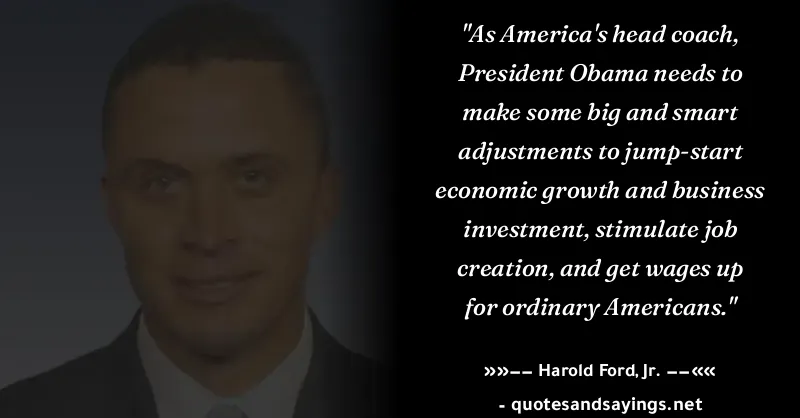 "As America's head coach,
President Obama needs to
make some big and smart
adjustments to jump-start
economic growth and business
investment, stimulate job
creation, and get wages up
for ordinary Americans."
»»−− Harold Ford, Jr. −−««
- quotesandsayings.net